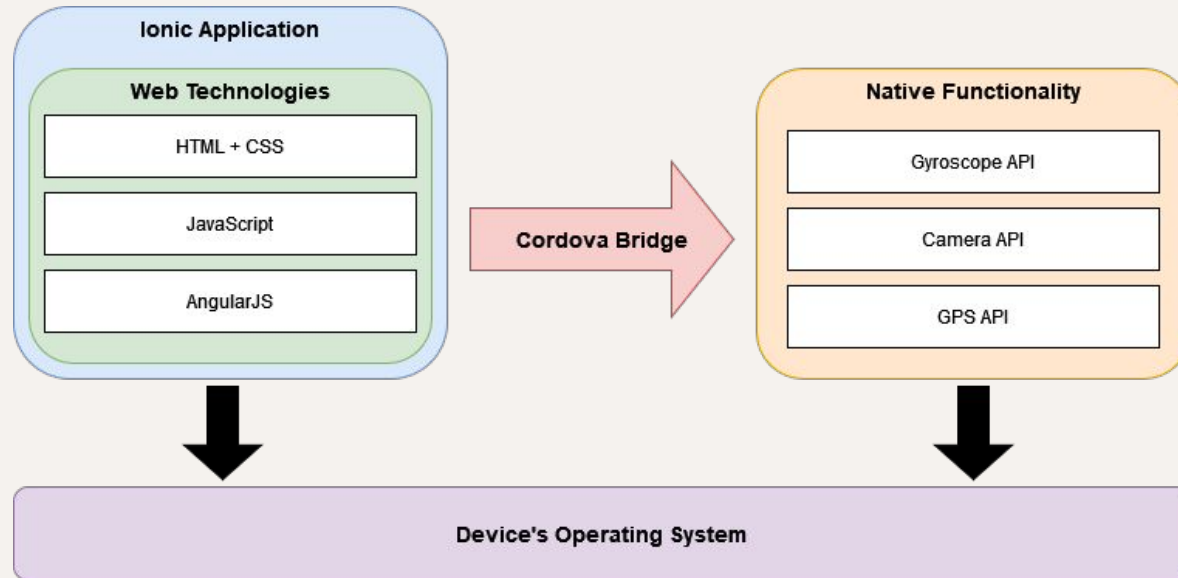 Ionic Application
Web Technologies
HTML + CSS
JavaScript
AngularJS
Cordova Bridge
Native Functionality
Gyroscope API
Camera API
GPS API
Device's Operating System